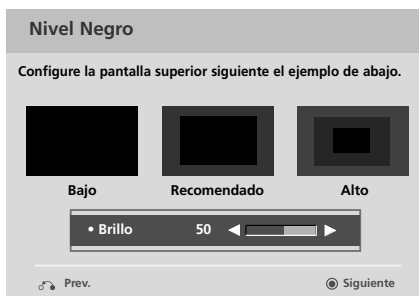 Nivel Negro
Configure la pantalla superior siguiente el ejemplo de abajo.
Bajo Recomendado Alto
• Brillo 50
Prev. Siguiente